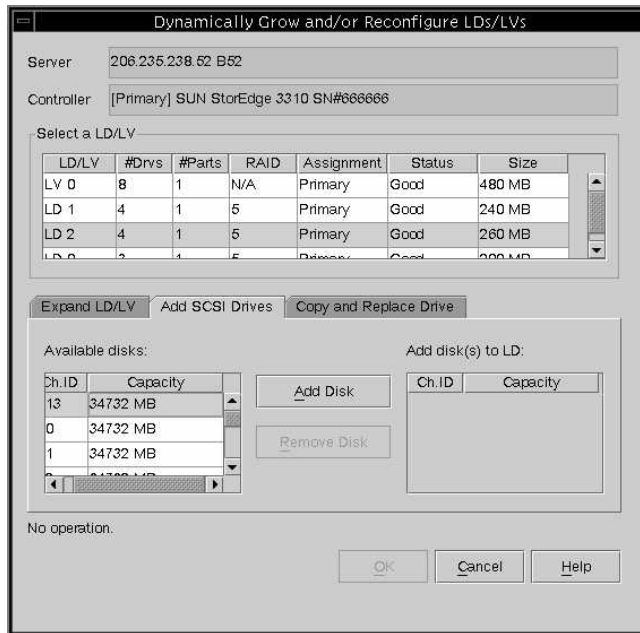 Dynamically Grow and/or Reconfigure LDs/LVs
Server 206.235.238.52 B52
Controller [Primary] SUN StorEdge 3310 SN#666666
Select a LD/LV
LD/LV #Drvs #Parts RAID Assignment Status Size
LV 0 8 1 N/A Primary Good 480 MB
LD 1 4 1 5 Primary Good 240 MB
LD 2 4 1 5 Primary Good 260 MB
Expand LD/LV Add SCSI Drives Copy and Replace Drive
Available disks: Add disk(s) to LD:
Ch.ID Capacity Ch.ID Capacity
13 34732 MB
Add Disk
0 34732 MB
1 34732 MB
Remove Disk
No operation.
OK Cancel Help